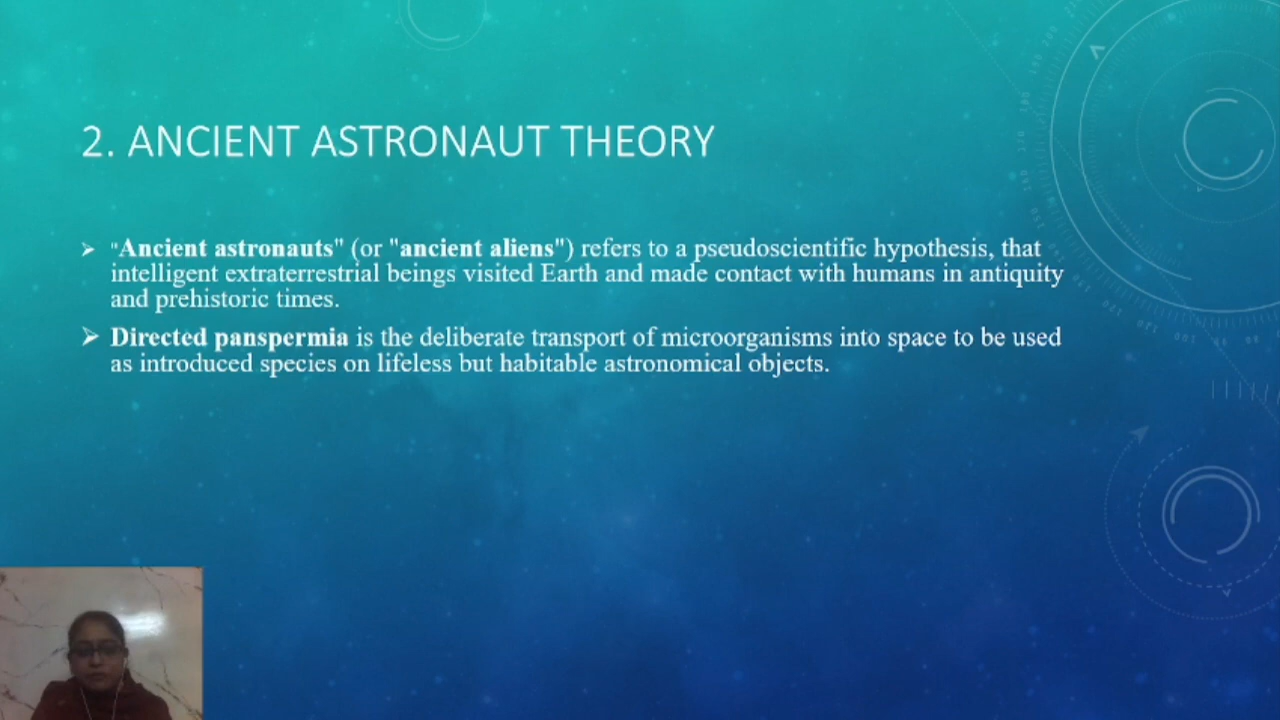 2. ANCIENT ASTRONAUT THEORY
"Ancient astronauts" (or "ancient aliens") refers to a pseudoscientific hypothesis, that
intelligent extraterrestrial beings visited Earth and made contact with humans in antiquity
and prehistoric times.
Directed panspermia is the deliberate transport of microorganisms into space to be used
as introduced species on lifeless but habitable astronomical objects.